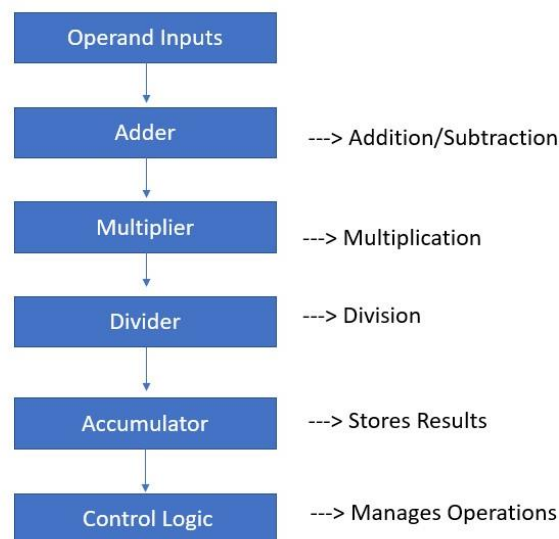 Operand Inputs
Adder
---> Addition/Subtraction
Multiplier
---> Multiplication
Divider
---> Division
Accumulator
---> Stores Results
Control Logic
---> Manages Operations